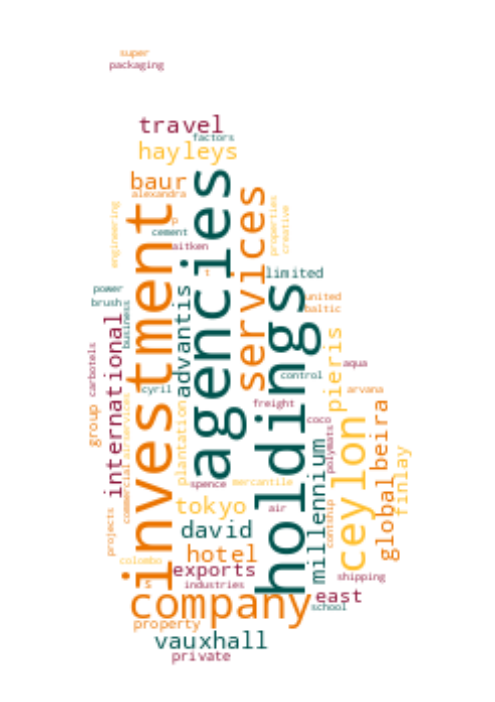 super
packaging
travel
factors
hayleys
baur
alexandra
p
cement
aitken
engineering
investment
agencies
services
properties
creative
t
limited
power
brush
business
advantis
holdings
united
baltic
international
carbotels
group
cyril
control
pieris
aqua
arvana
plantation
freight
coco
commercial
airservices
polymats
ceylon
beira
global
finlay
spence
mercantile
millennium
tokyo
air
contship
projects
david
hotel
colombo
exports
shipping
s
industries
company
east
school
property
vauxhall
private